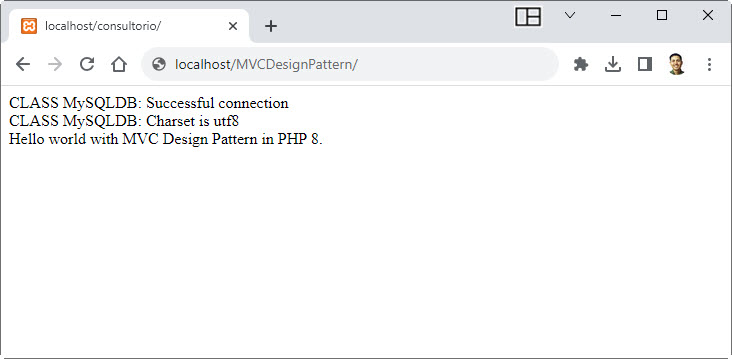 localhost/consultorio/
localhost/MVCDesignPattern/
CLASS MySQLDB: Successful connection
CLASS MySQLDB: Charset is utf8
Hello world with MVC Design Pattern in PHP 8.